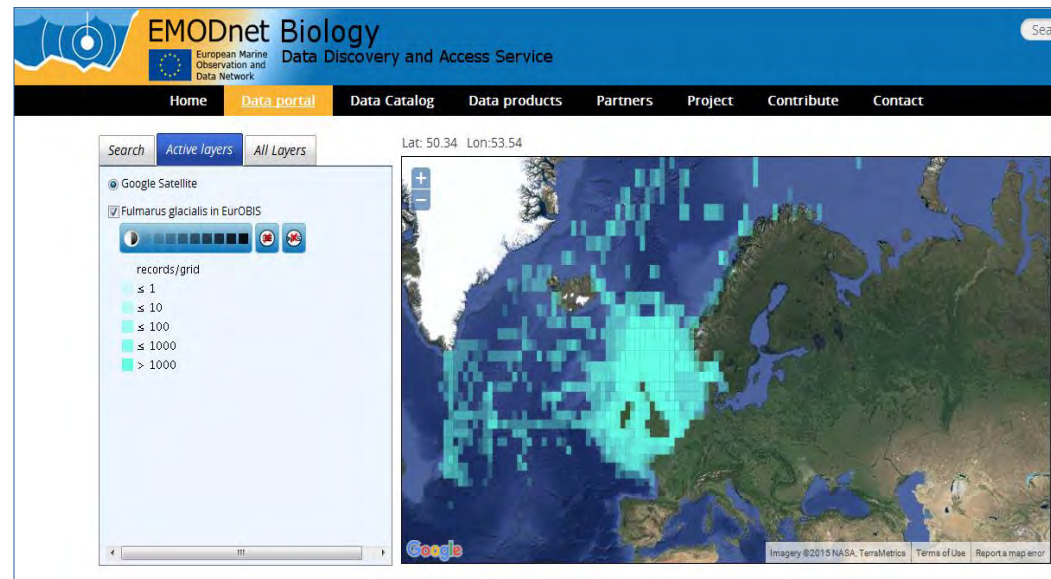 EMODnet Biology
European Marine
Observation and
Data Network
Data Discovery and Access Service
Sea
Home Data portal Data Catalog Data products Partners Project Contribute Contact
Search Active layers All Layers
Lat: 50.34 Lon:53.54
Google Satellite
Fulmarus glacialis in EurOBIS
records/grid
≤ 1
≤ 10
≤ 100
≤ 1000
> 1000
+
−
Google
Imagery ©2015 NASA, TerraMetrics Terms of Use Report a map error